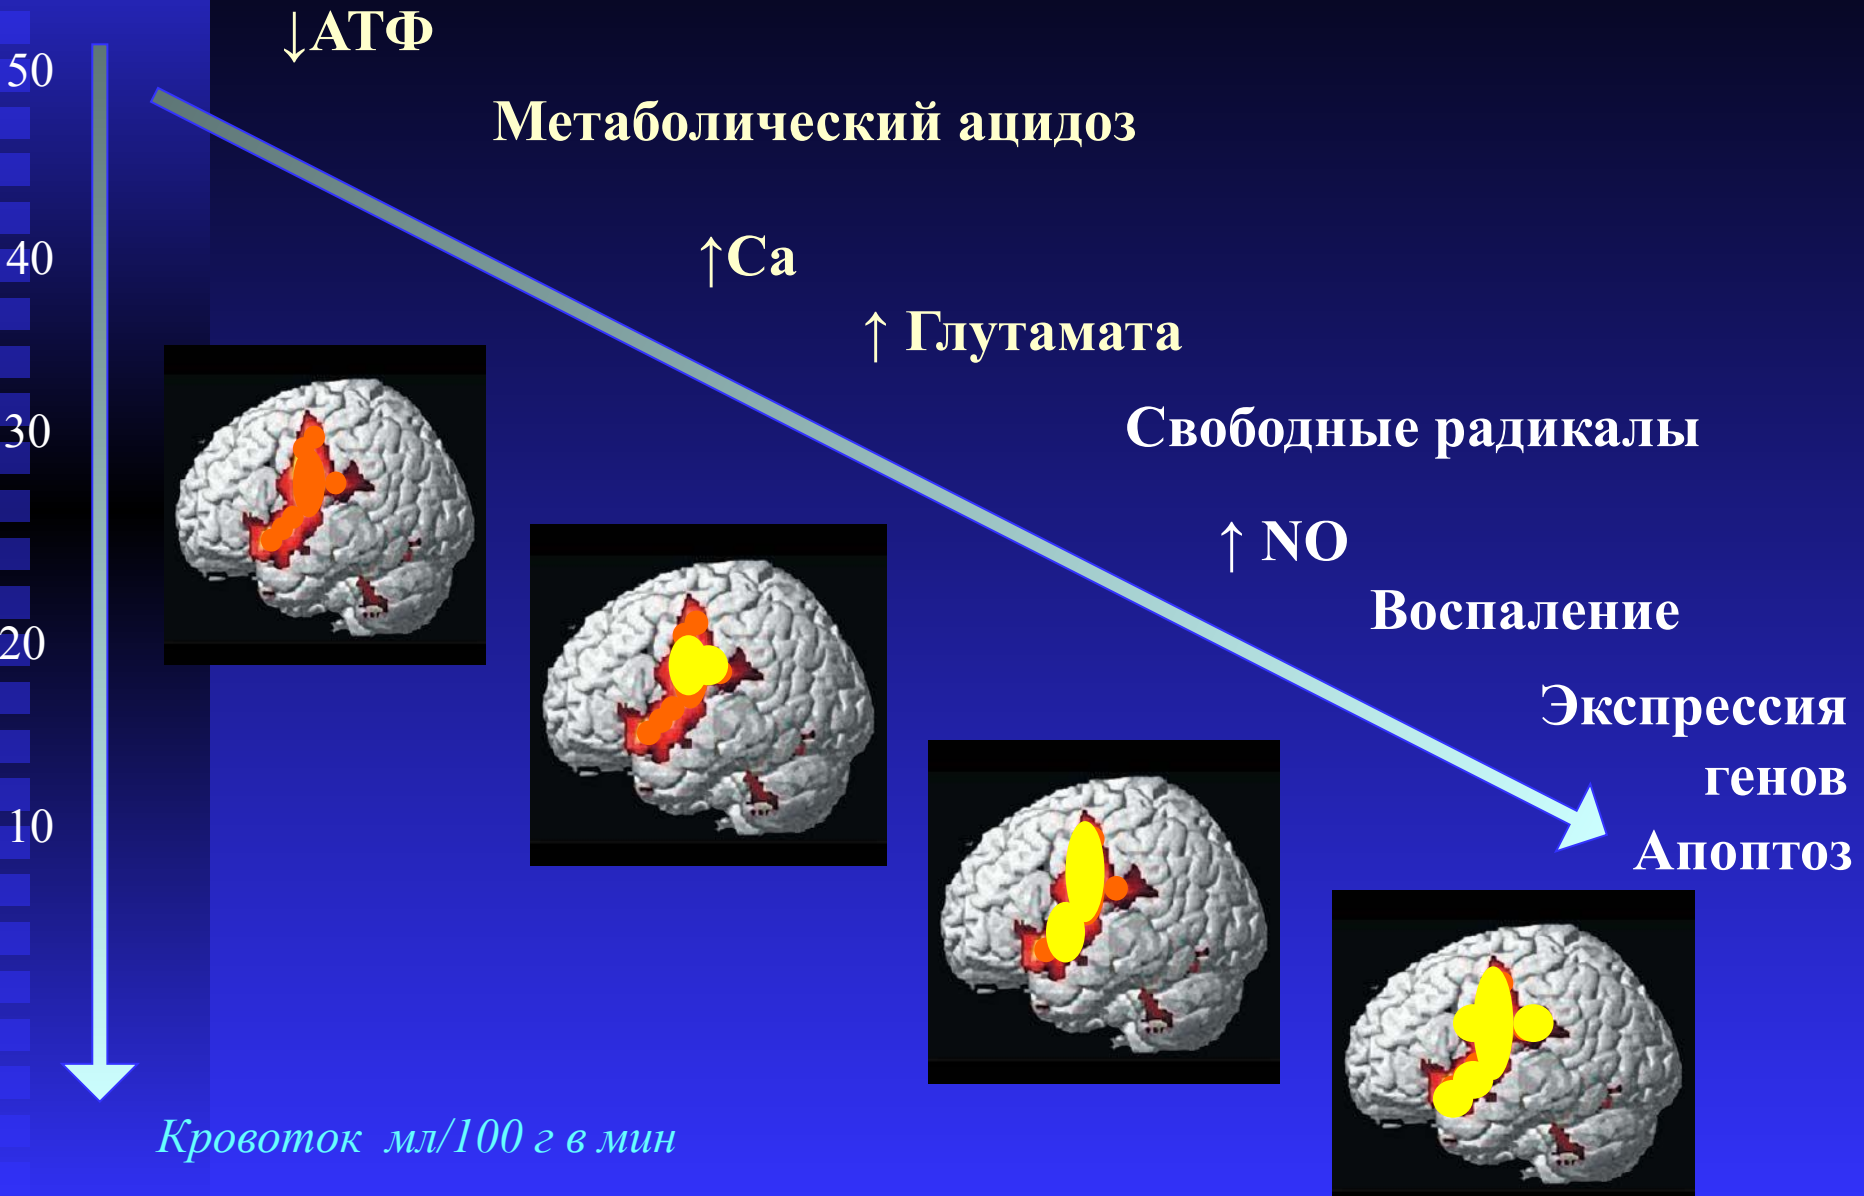 ↓АТФ
50
Метаболический ацидоз
↑Са
40
↑ Глутамата
30
Свободные радикалы
↑ NO
Воспаление
20
Экспрессия
генов
10
Апоптоз
Кровоток мл/100 г в мин